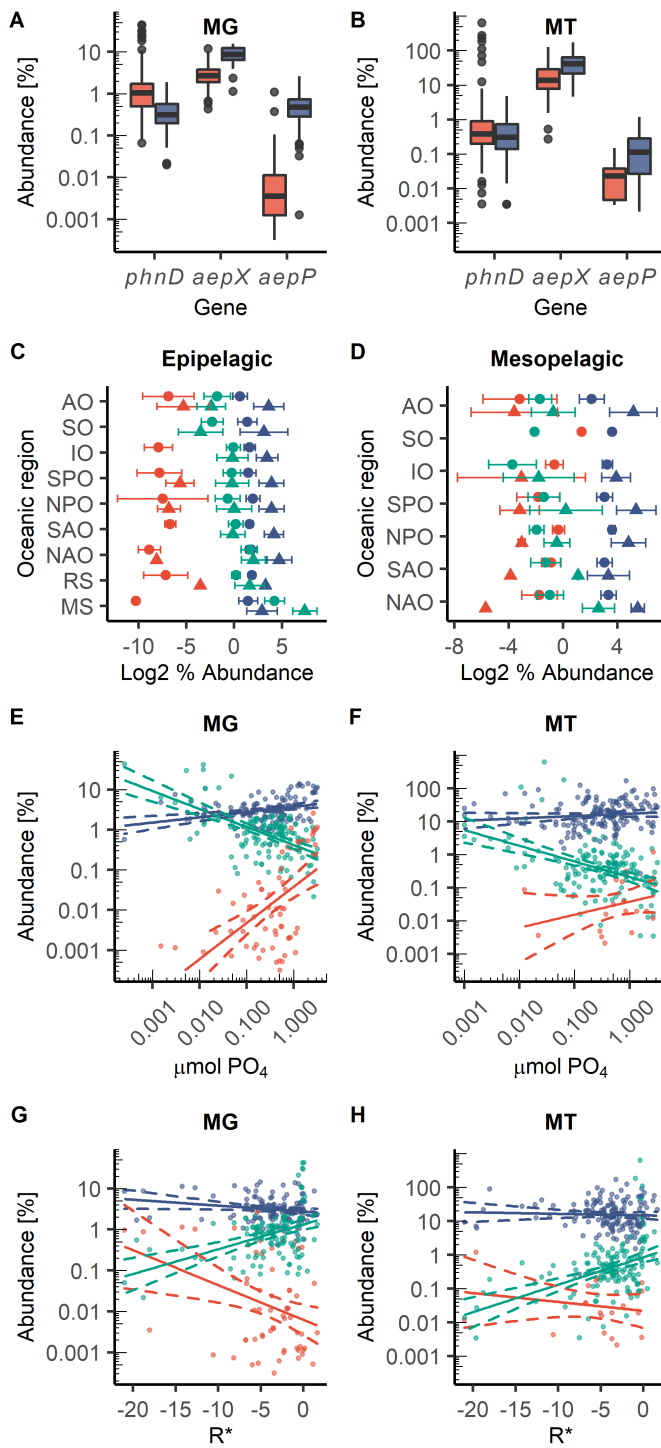 A
MG
Abundance [%]
10
1
0.1
0.01
0.001
phnD aepX aepP
Gene
B
MT
Abundance [%]
100
10
1
0.1
0.01
0.001
phnD aepX aepP
Gene
C
Epipelagic
Oceanic region
AO
SO
IO
SPO
NPO
SAO
NAO
RS
MS
-10 -5 0 5
Log2 % Abundance
D
Mesopelagic
Oceanic region
AO
SO
IO
SPO
NPO
SAO
NAO
-8 -4 0 4
Log2 % Abundance
E
MG
Abundance [%]
10
1
0.1
0.01
0.001
0.001 0.010 0.100 1.000
μmol PO₄
F
MT
Abundance [%]
100
10
1
0.1
0.01
0.001
0.001 0.010 0.100 1.000
μmol PO₄
G
MG
Abundance [%]
10
1
0.1
0.01
0.001
-20 -15 -10 -5 0
R*
H
MT
Abundance [%]
100
10
1
0.1
0.01
0.001
-20 -15 -10 -5 0
R*